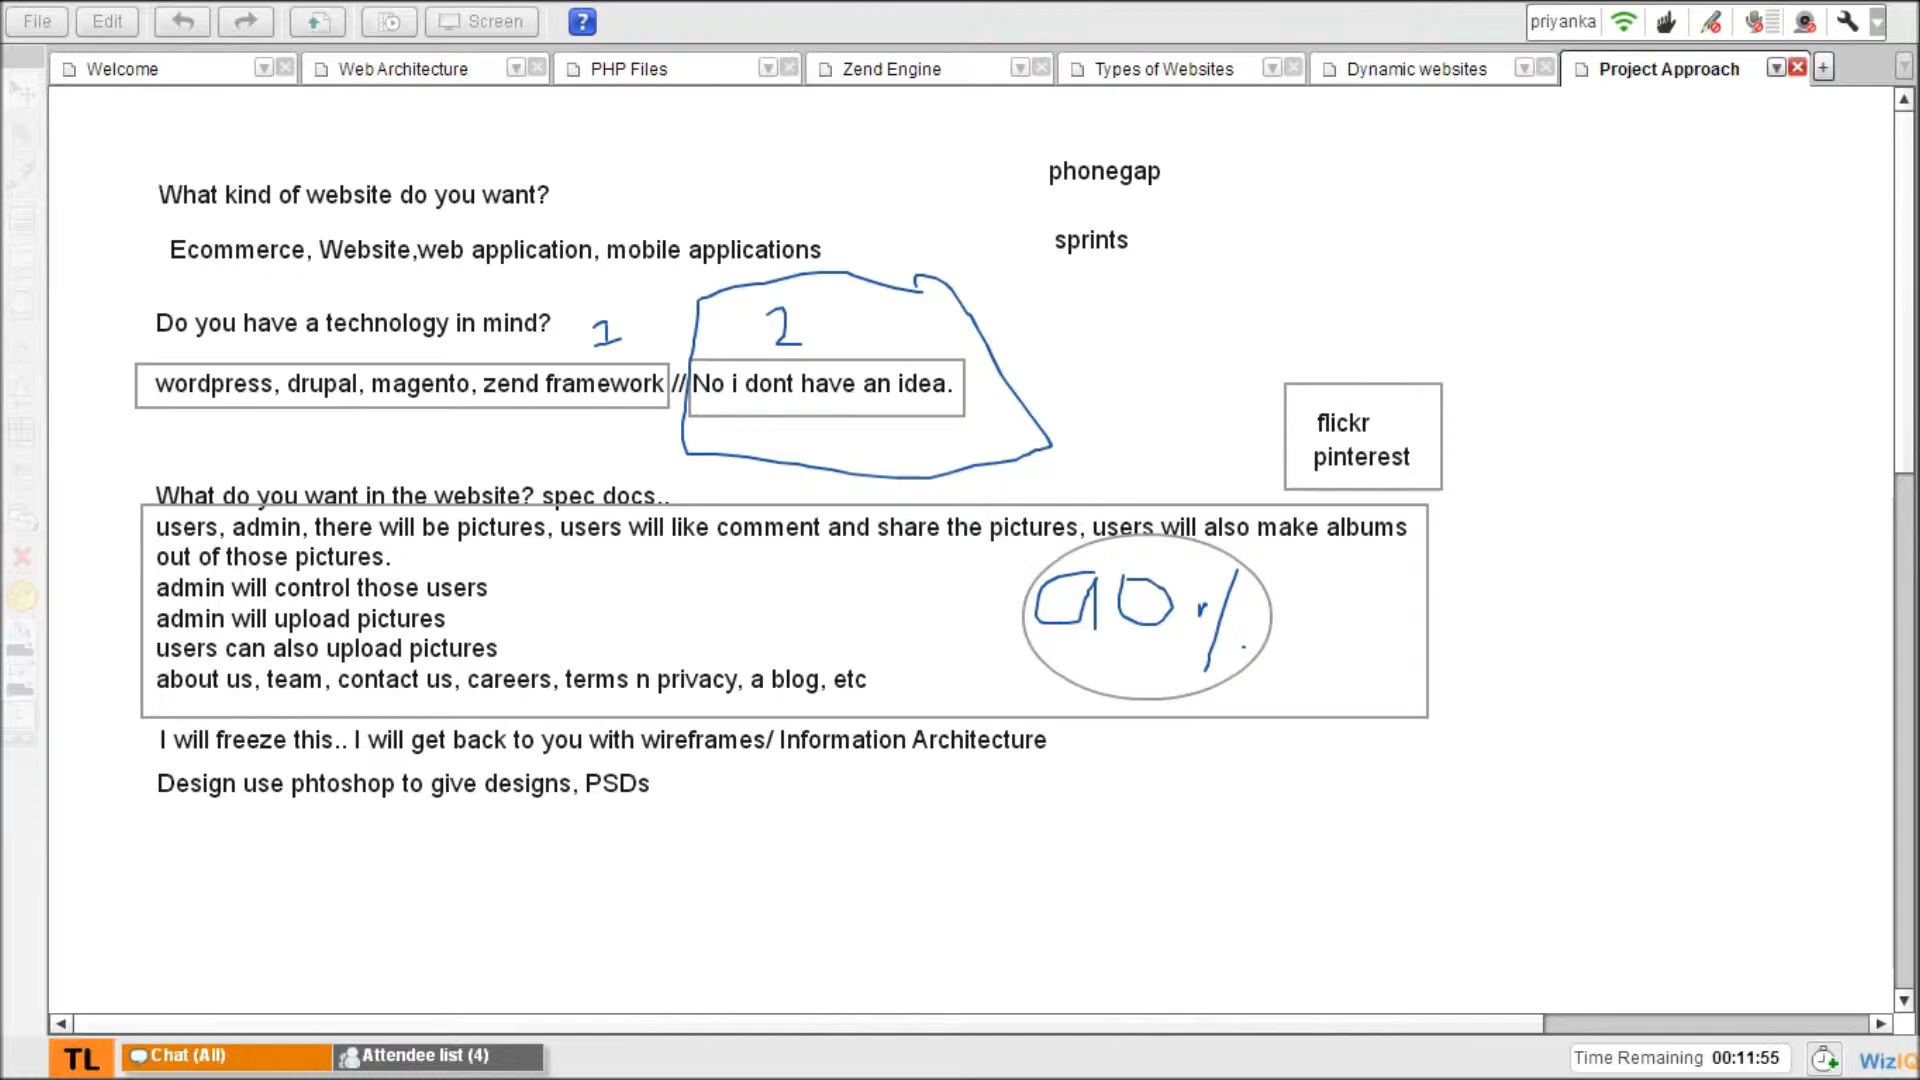 File Edit Screen ? priyanka
Welcome Web Architecture PHP Files Zend Engine Types of Websites Dynamic websites Project Approach
phonegap
What kind of website do you want?
sprints
Ecommerce, Website,web application, mobile applications
Do you have a technology in mind? 1 2
wordpress, drupal, magento, zend framework // No i dont have an idea.
flickr
pinterest
What do you want in the website? spec docs..
users, admin, there will be pictures, users will like comment and share the pictures, users will also make albums
out of those pictures.
admin will control those users
90 %
admin will upload pictures
users can also upload pictures
about us, team, contact us, careers, terms n privacy, a blog, etc
I will freeze this.. I will get back to you with wireframes/ Information Architecture
Design use phtoshop to give designs, PSDs
TL Chat (All) Attendee list (4) Time Remaining 00:11:55 WizIQ